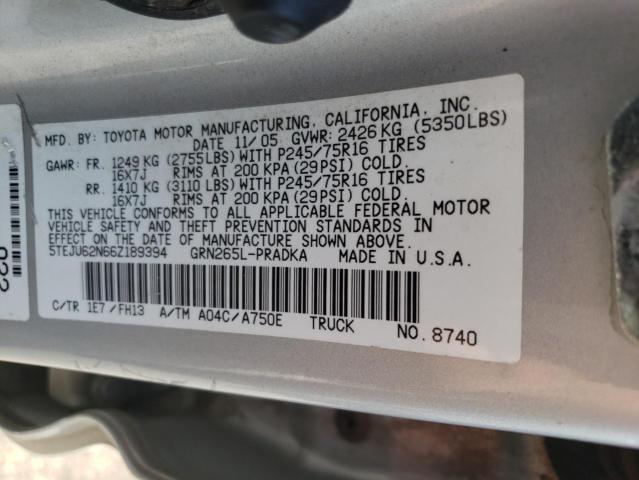 MFD. BY: TOYOTA MOTOR MANUFACTURING, CALIFORNIA, INC.
DATE 11/05 GVWR: 2426 KG (5350LBS)
GAWR: FR. 1249 KG (2755LBS) WITH P245/75R16 TIRES
16X7J RIMS AT 200 KPA (29PSI) COLD.
RR. 1410 KG (3110 LBS) WITH P245/75R16 TIRES
16X7J RIMS AT 200 KPA (29PSI) COLD.
THIS VEHICLE CONFORMS TO ALL APPLICABLE FEDERAL MOTOR
VEHICLE SAFETY AND THEFT PREVENTION STANDARDS IN
EFFECT ON THE DATE OF MANUFACTURE SHOWN ABOVE.
5TEJU62N66Z189394 GRN265L-PRADKA MADE IN U.S.A.
C/TR 1E7/FH13 A/TM A04C/A750E TRUCK NO. 8740